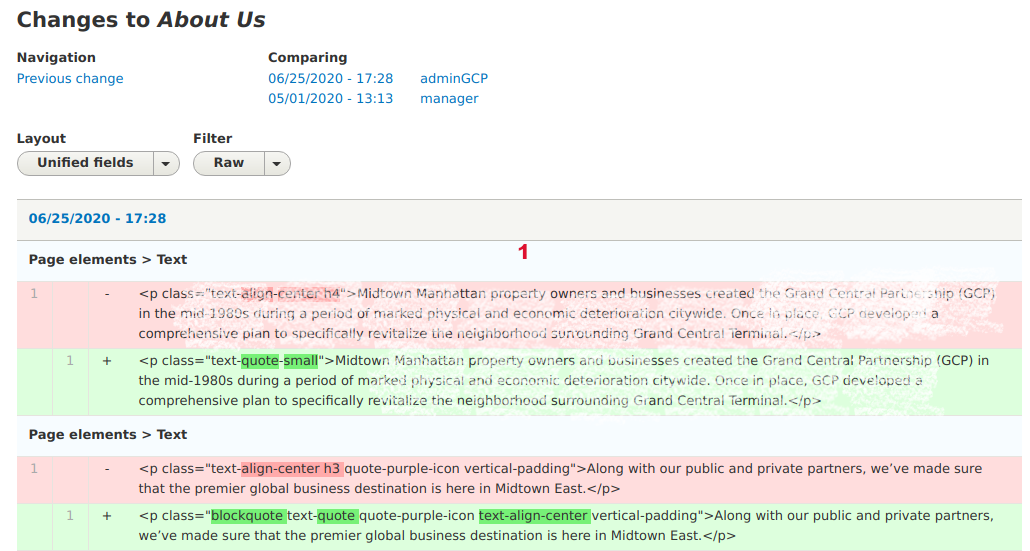 Changes to About Us
Navigation
Comparing
Previous change
06/25/2020 - 17:28 adminGCP
05/01/2020 - 13:13 manager
Layout
Filter
Unified fields
Raw
06/25/2020 - 17:28
1
Page elements > Text
1 - <p class="text-align-center h4">Midtown Manhattan property owners and businesses created the Grand Central Partnership (GCP)
in the mid-1980s during a period of marked physical and economic deterioration citywide. Once in place, GCP developed a
comprehensive plan to specifically revitalize the neighborhood surrounding Grand Central Terminal.</p>
1 + <p class="text-quote-small">Midtown Manhattan property owners and businesses created the Grand Central Partnership (GCP) in
the mid-1980s during a period of marked physical and economic deterioration citywide. Once in place, GCP developed a
comprehensive plan to specifically revitalize the neighborhood surrounding Grand Central Terminal.</p>
Page elements > Text
1 - <p class="text-align-center h3 quote-purple-icon vertical-padding">Along with our public and private partners, we’ve made sure
that the premier global business destination is here in Midtown East.</p>
1 + <p class="blockquote text-quote quote-purple-icon text-align-center vertical-padding">Along with our public and private partners,
we’ve made sure that the premier global business destination is here in Midtown East.</p>